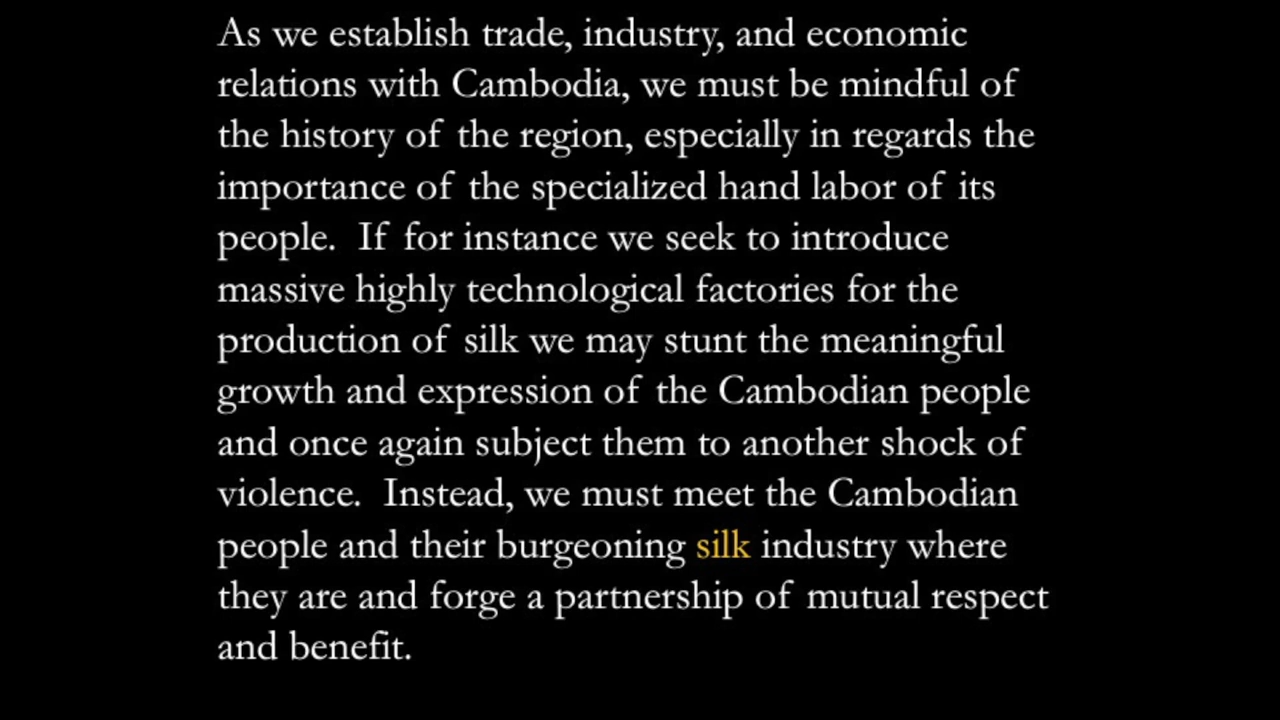 As we establish trade, industry, and economic
relations with Cambodia, we must be mindful of
the history of the region, especially in regards the
importance of the specialized hand labor of its
people.  If for instance we seek to introduce
massive highly technological factories for the
production of silk we may stunt the meaningful
growth and expression of the Cambodian people
and once again subject them to another shock of
violence.  Instead, we must meet the Cambodian
people and their burgeoning silk industry where
they are and forge a partnership of mutual respect
and benefit.